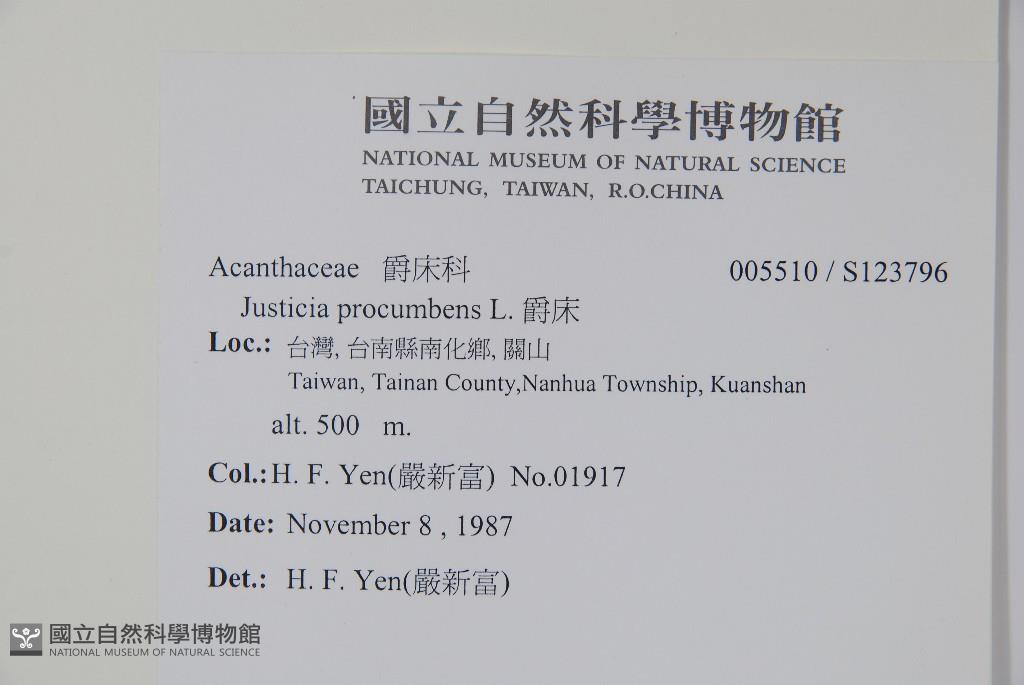 國立自然科學博物館
NATIONAL MUSEUM OF NATURAL SCIENCE
TAICHUNG, TAIWAN, R.O.CHINA
Acanthaceae 爵床科 005510 / S123796
Justicia procumbens L. 爵床
Loc.: 台灣, 台南縣南化鄉, 關山
Taiwan, Tainan County,Nanhua Township, Kuanshan
alt. 500 m.
Col.: H. F. Yen(嚴新富) No.01917
Date: November 8 , 1987
Det.: H. F. Yen(嚴新富)
國立自然科學博物館
NATIONAL MUSEUM OF NATURAL SCIENCE